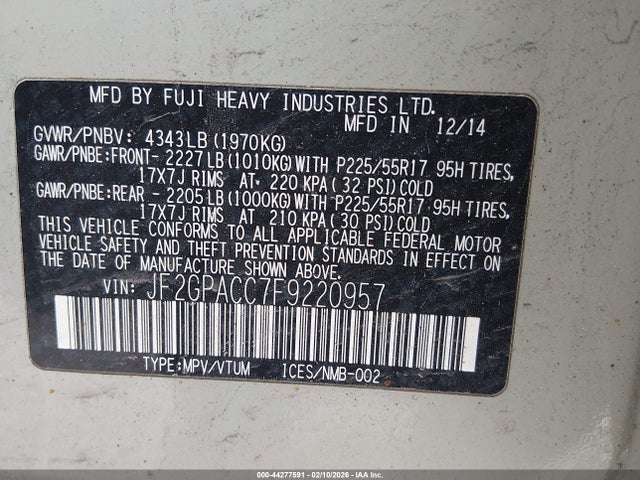 MFD BY FUJI HEAVY INDUSTRIES LTD.
MFD IN 12/14
GVWR/PNBV: 4343LB (1970KG)
GAWR/PNBE:FRONT- 2227LB (1010KG) WITH P225/55R17 95H TIRES,
17X7J RIMS AT 220 KPA (32 PSI) COLD
GAWR/PNBE:REAR - 2205LB (1000KG) WITH P225/55R17 95H TIRES,
17X7J RIMS AT 210 KPA (30 PSI) COLD
THIS VEHICLE CONFORMS TO ALL APPLICABLE FEDERAL MOTOR
VEHICLE SAFETY AND THEFT PREVENTION STANDARDS IN EFFECT ON
THE DATE OF MANUFACTURE SHOWN ABOVE.
VIN: JF2GPACC7F9220957
TYPE:MPV/VTUM ICES/NMB-002
000-44277591 - 02/10/2026 - IAA Inc.